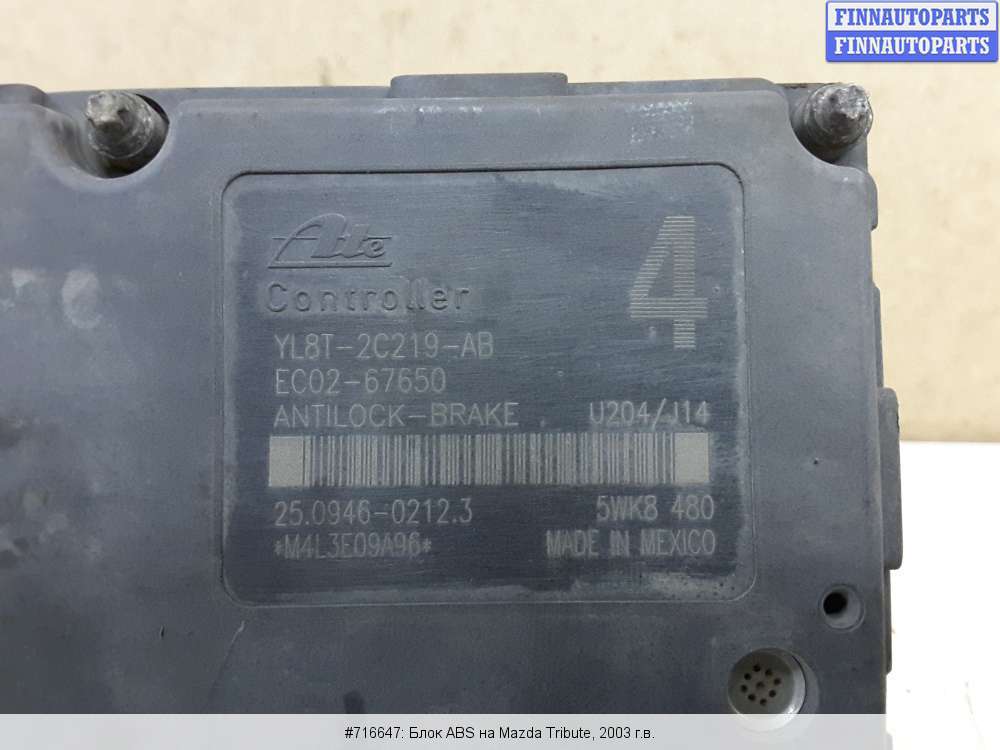 FINNAUTOPARTS
FINNAUTOPARTS
Ate
Controller
4
YL8T-2C219-AB
EC02-67650
ANTILOCK-BRAKE U204/J14
25.0946-0212.3 5WK8 480
*M4L3E09A96* MADE IN MEXICO
#716647: Блок ABS на Mazda Tribute, 2003 г.в.